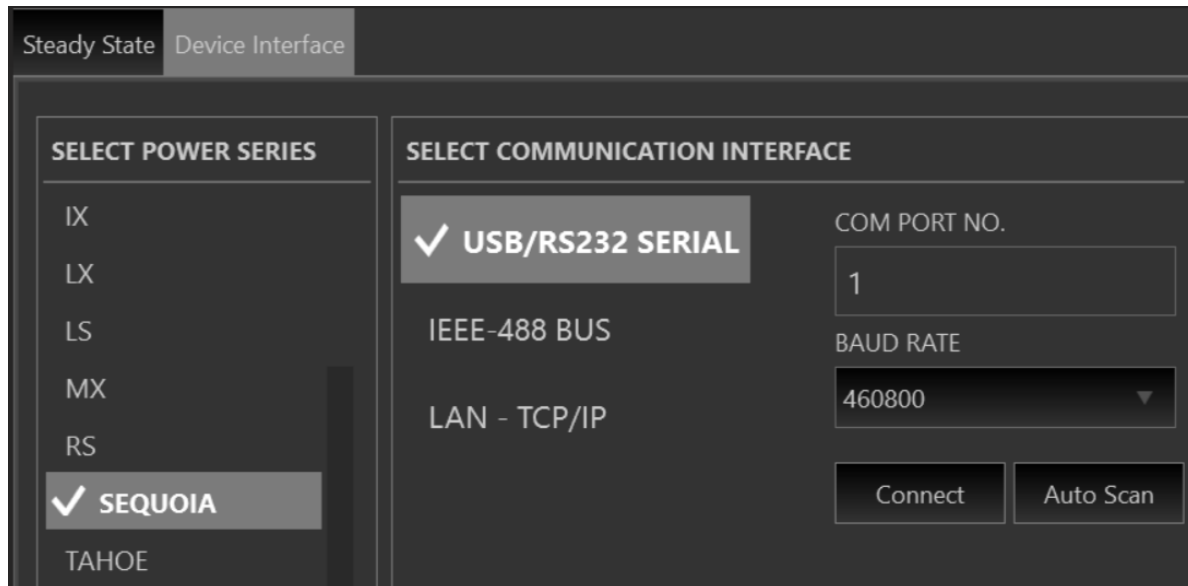 Steady State
Device Interface
SELECT POWER SERIES
IX
LX
LS
MX
RS
SEQUOIA
TAHOE
SELECT COMMUNICATION INTERFACE
USB/RS232 SERIAL
IEEE-488 BUS
LAN - TCP/IP
COM PORT NO.
1
BAUD RATE
460800
Connect
Auto Scan